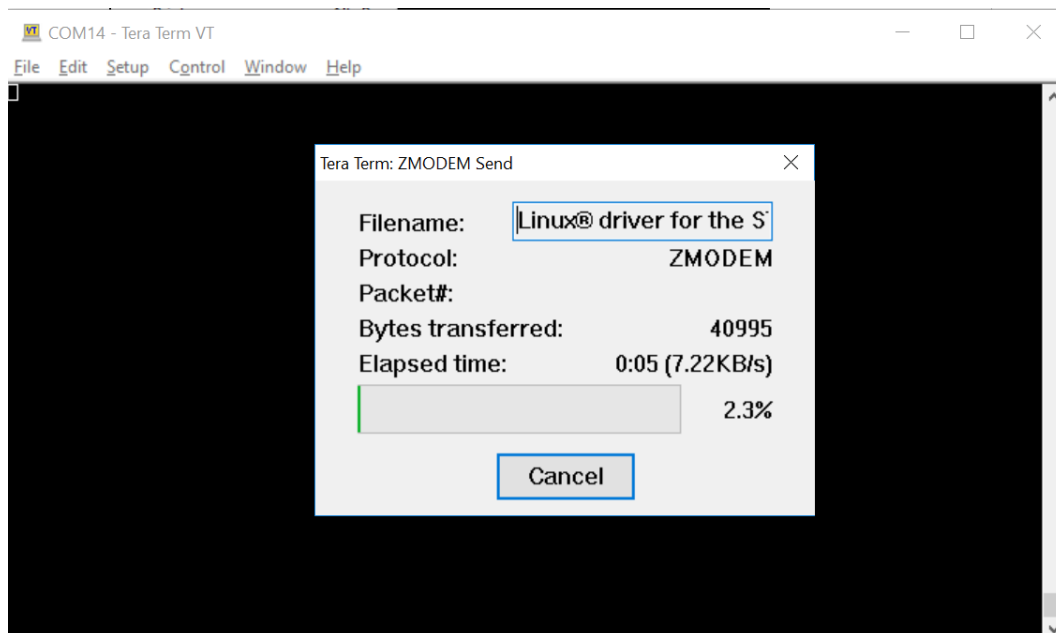 COM14 - Tera Term VT
File Edit Setup Control Window Help
Tera Term: ZMODEM Send
Filename: Linux® driver for the S
Protocol: ZMODEM
Packet#:
Bytes transferred: 40995
Elapsed time: 0:05 (7.22KB/s)
2.3%
Cancel